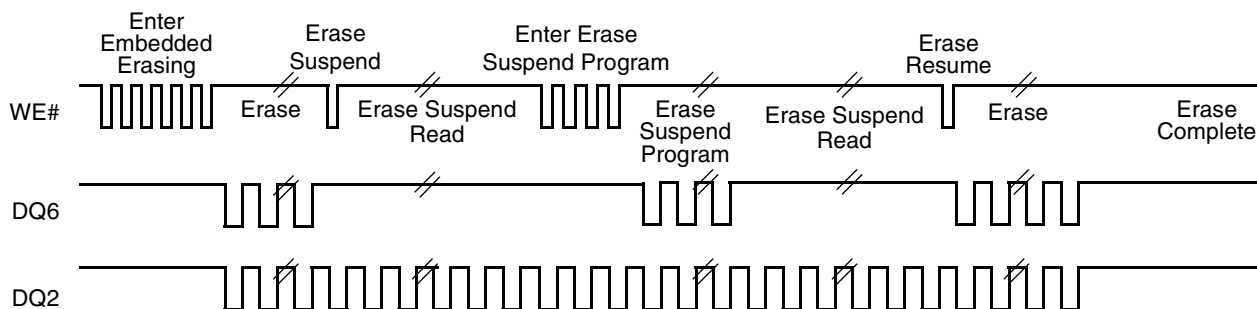 Enter
Embedded
Erasing
Erase
Suspend
Enter Erase
Suspend Program
Erase
Resume
WE#
Erase
Erase Suspend
Read
Erase
Suspend
Program
Erase Suspend
Read
Erase
Erase
Complete
DQ6
DQ2